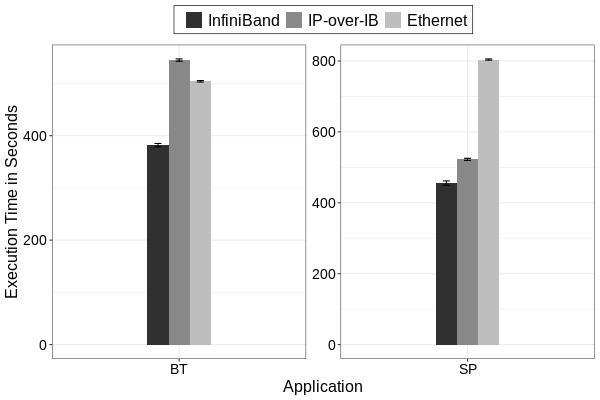 InfiniBand IP-over-IB Ethernet
Execution Time in Seconds
400
200
0
BT
800
600
400
200
0
SP
Application